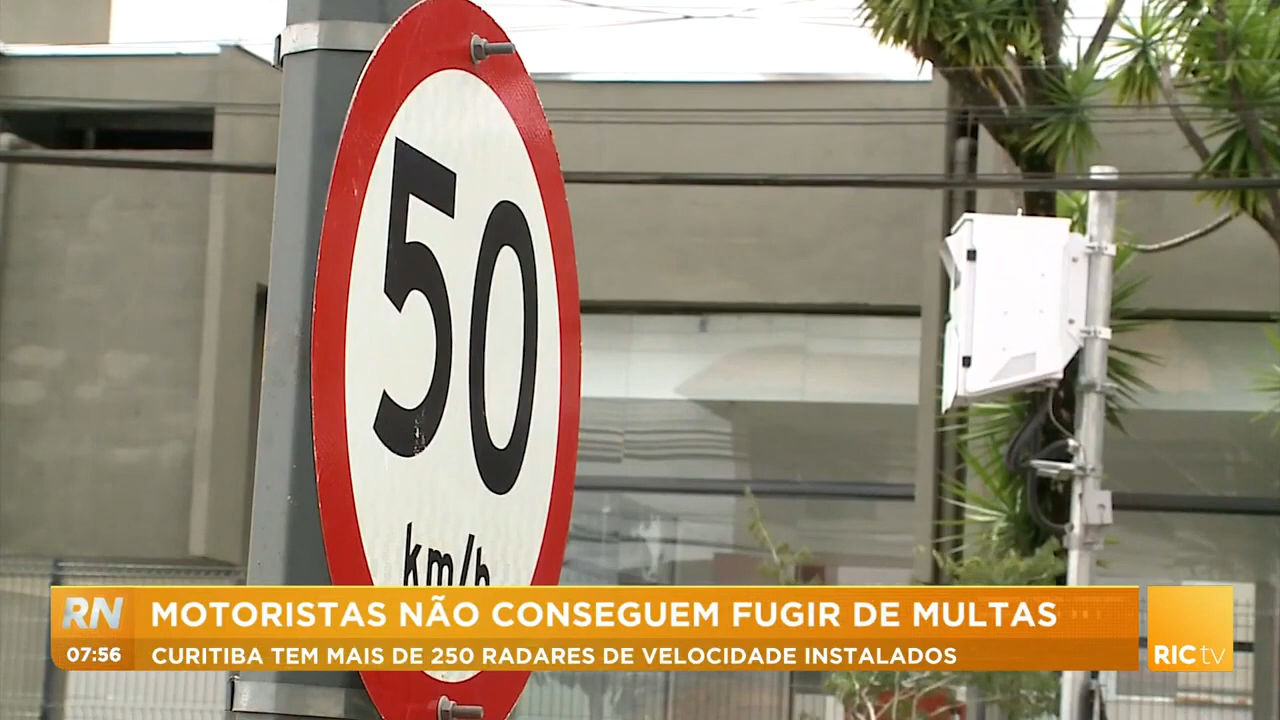 50
km/h
RN
MOTORISTAS NÃO CONSEGUEM FUGIR DE MULTAS
07:56
CURITIBA TEM MAIS DE 250 RADARES DE VELOCIDADE INSTALADOS
RICtv